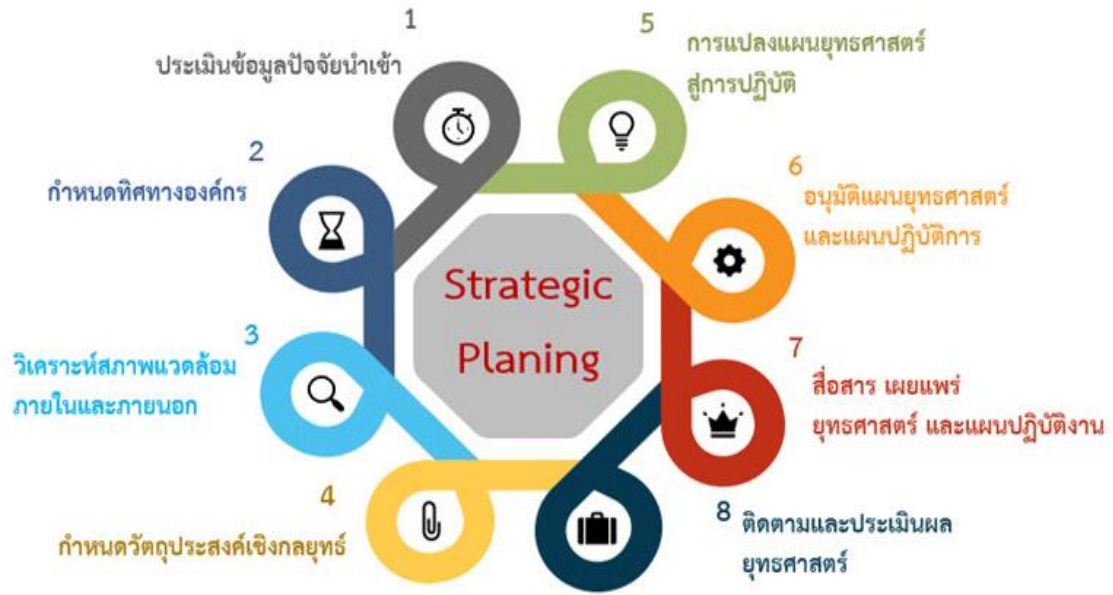 1
ประเมินข้อมูลปัจจัยนำเข้า
2
กำหนดทิศทางองค์กร
3
วิเคราะห์สภาพแวดล้อม
ภายในและภายนอก
4
กำหนดวัตถุประสงค์เชิงกลยุทธ์
5
การแปลงแผนยุทธศาสตร์
สู่การปฏิบัติ
6
อนุมัติแผนยุทธศาสตร์
และแผนปฏิบัติการ
7
สื่อสาร เผยแพร่
ยุทธศาสตร์ และแผนปฏิบัติงาน
8
ติดตามและประเมินผล
ยุทธศาสตร์
Strategic
Planing